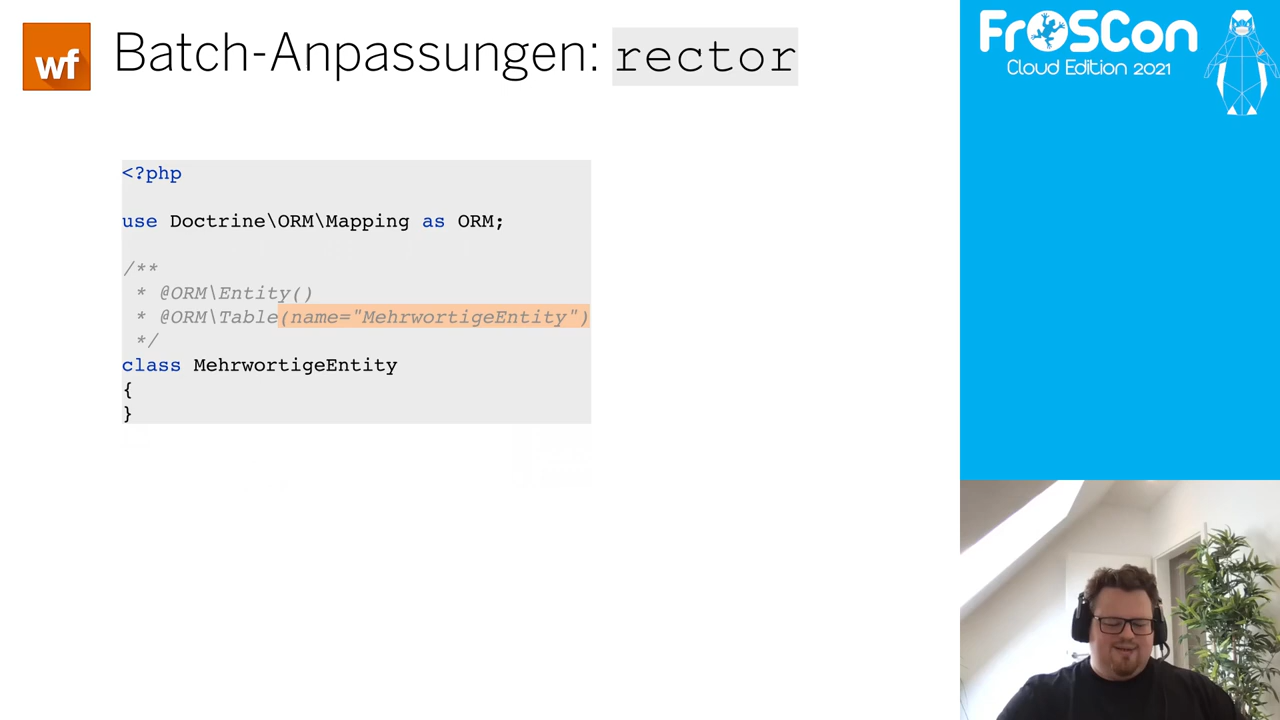 wf
Batch-Anpassungen: rector
<?php
use Doctrine\ORM\Mapping as ORM;
/**
* @ORM\Entity()
* @ORM\Table(name="MehrwortigeEntity")
*/
class MehrwortigeEntity
{
}
FrOSCon
Cloud Edition 2021